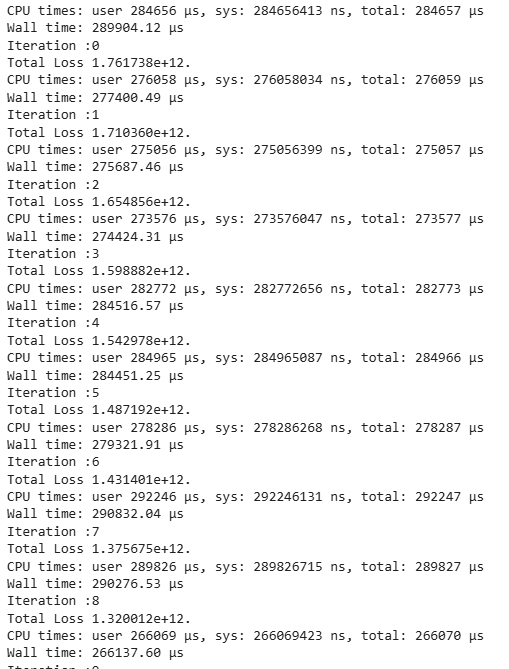 CPU times: user 284656 µs, sys: 284656413 ns, total: 284657 µs
Wall time: 289904.12 µs
Iteration :0
Total Loss 1.761738e+12.
CPU times: user 276058 µs, sys: 276058034 ns, total: 276059 µs
Wall time: 277400.49 µs
Iteration :1
Total Loss 1.710360e+12.
CPU times: user 275056 µs, sys: 275056399 ns, total: 275057 µs
Wall time: 275687.46 µs
Iteration :2
Total Loss 1.654856e+12.
CPU times: user 273576 µs, sys: 273576047 ns, total: 273577 µs
Wall time: 274424.31 µs
Iteration :3
Total Loss 1.598882e+12.
CPU times: user 282772 µs, sys: 282772656 ns, total: 282773 µs
Wall time: 284516.57 µs
Iteration :4
Total Loss 1.542978e+12.
CPU times: user 284965 µs, sys: 284965087 ns, total: 284966 µs
Wall time: 284451.25 µs
Iteration :5
Total Loss 1.487192e+12.
CPU times: user 278286 µs, sys: 278286268 ns, total: 278287 µs
Wall time: 279321.91 µs
Iteration :6
Total Loss 1.431401e+12.
CPU times: user 292246 µs, sys: 292246131 ns, total: 292247 µs
Wall time: 290832.04 µs
Iteration :7
Total Loss 1.375675e+12.
CPU times: user 289826 µs, sys: 289826715 ns, total: 289827 µs
Wall time: 290276.53 µs
Iteration :8
Total Loss 1.320012e+12.
CPU times: user 266069 µs, sys: 266069423 ns, total: 266070 µs
Wall time: 266137.60 µs